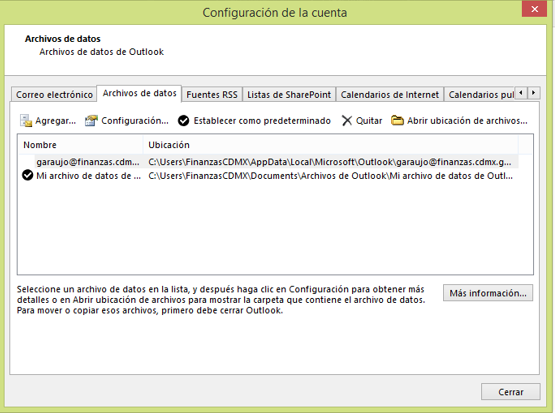 Configuración de la cuenta
Archivos de datos
Archivos de datos de Outlook
Correo electrónico Archivos de datos Fuentes RSS Listas de SharePoint Calendarios de Internet Calendarios pul
Agregar... Configuración... Establecer como predeterminado Quitar Abrir ubicación de archivos...
Nombre Ubicación
garaujo@finanzas.cdm... C:\Users\FinanzasCDMX\AppData\Local\Microsoft\Outlook\garaujo@finanzas.cdmx.g...
Mi archivo de datos de ... C:\Users\FinanzasCDMX\Documents\Archivos de Outlook\Mi archivo de datos de Outl...
Seleccione un archivo de datos en la lista, y después haga clic en Configuración para obtener más
detalles o en Abrir ubicación de archivos para mostrar la carpeta que contiene el archivo de datos.
Para mover o copiar esos archivos, primero debe cerrar Outlook.
Más información...
Cerrar